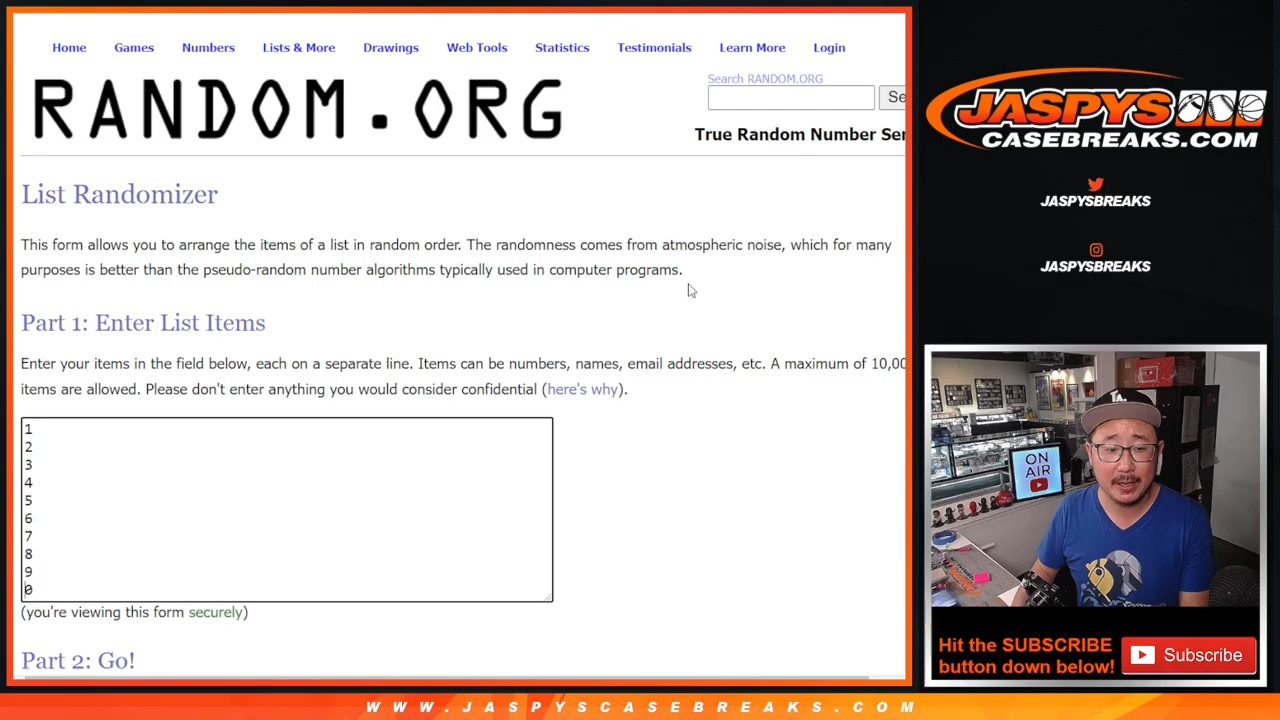 Home Games Numbers Lists & More Drawings Web Tools Statistics Testimonials Learn More Login
RANDOM.ORG
Search RANDOM.ORG
Se
True Random Number Ser
List Randomizer
This form allows you to arrange the items of a list in random order. The randomness comes from atmospheric noise, which for many
purposes is better than the pseudo-random number algorithms typically used in computer programs.
Part 1: Enter List Items
Enter your items in the field below, each on a separate line. Items can be numbers, names, email addresses, etc. A maximum of 10,00
items are allowed. Please don't enter anything you would consider confidential (here's why).
1
2
3
4
5
6
7
8
9
0
(you're viewing this form securely)
Part 2: Go!
JASPYS
CASEBREAKS.COM
JASPYSBREAKS
JASPYSBREAKS
ON
AIR
LA
Hit the SUBSCRIBE
button down below!
Subscribe
WWW.JASPYSCASEBREAKS.COM